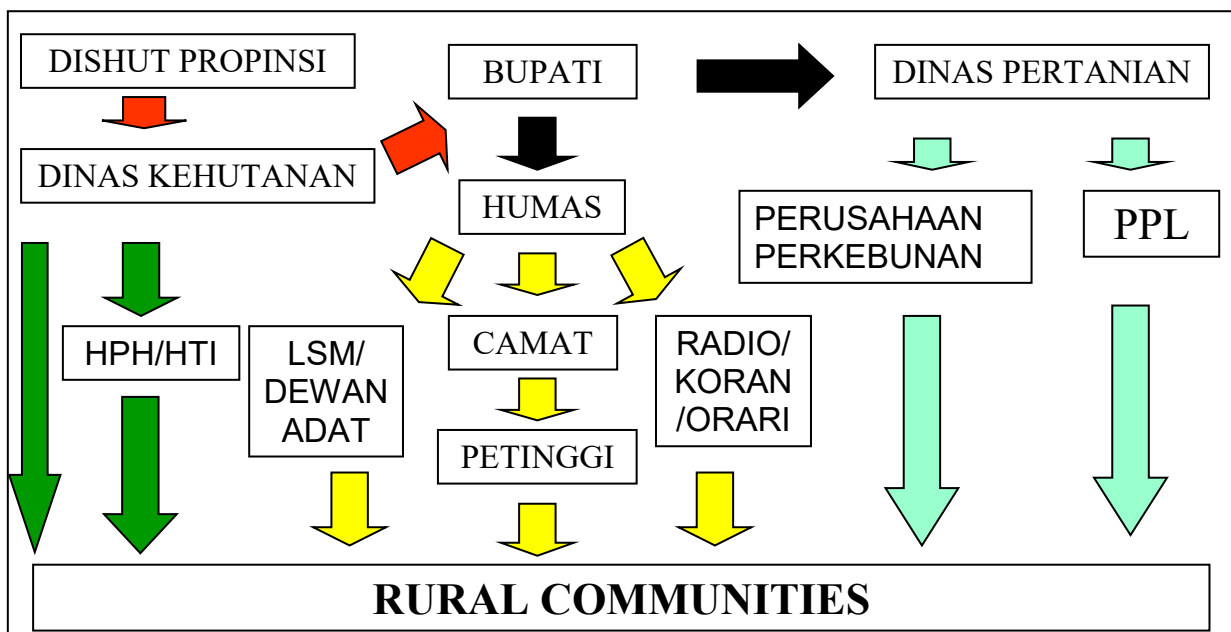 DISHUT PROPINSI
BUPATI
DINAS PERTANIAN
DINAS KEHUTANAN
HUMAS
PERUSAHAAN
PERKEBUNAN
PPL
HPH/HTI
LSM/
DEWAN
ADAT
CAMAT
RADIO/
KORAN
/ORARI
PETINGGI
RURAL COMMUNITIES